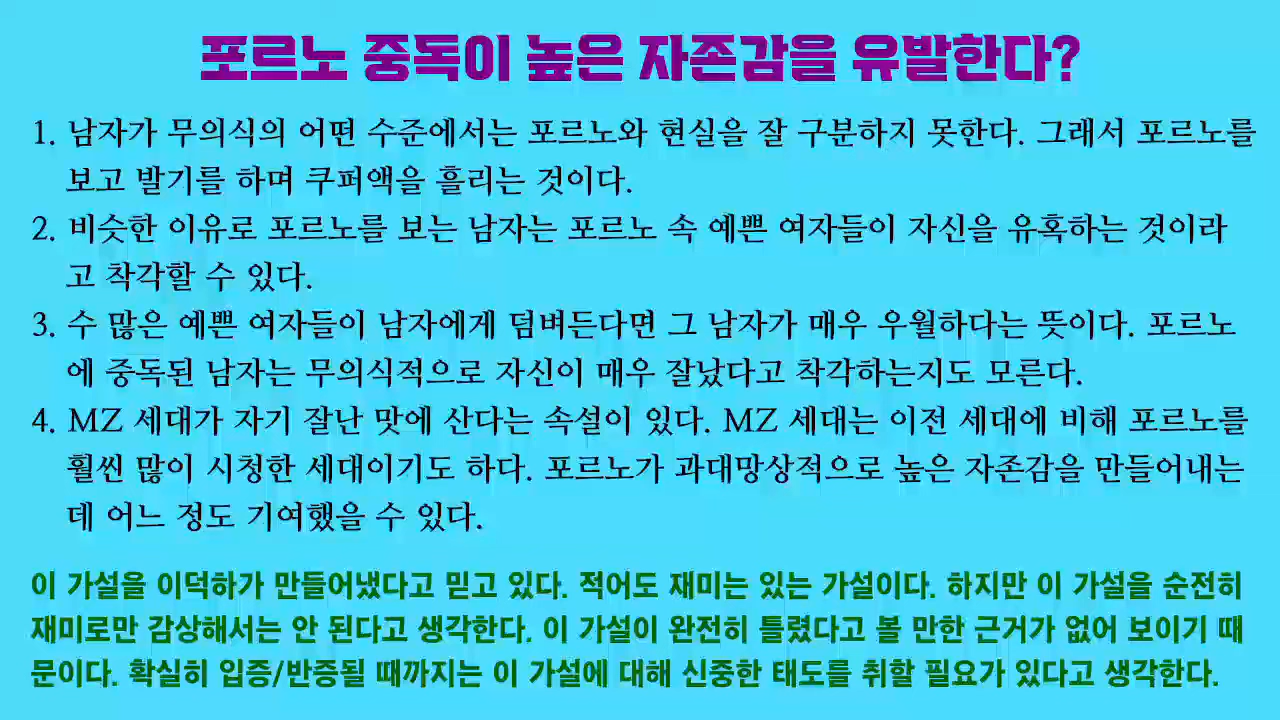 포르노 중독이 높은 자존감을 유발한다?
1. 남자가 무의식의 어떤 수준에서는 포르노와 현실을 잘 구분하지 못한다. 그래서 포르노를
보고 발기를 하며 쿠퍼액을 흘리는 것이다.
2. 비슷한 이유로 포르노를 보는 남자는 포르노 속 예쁜 여자들이 자신을 유혹하는 것이라
고 착각할 수 있다.
3. 수 많은 예쁜 여자들이 남자에게 덤벼든다면 그 남자가 매우 우월하다는 뜻이다. 포르노
에 중독된 남자는 무의식적으로 자신이 매우 잘났다고 착각하는지도 모른다.
4. MZ 세대가 자기 잘난 맛에 산다는 속설이 있다. MZ 세대는 이전 세대에 비해 포르노를
훨씬 많이 시청한 세대이기도 하다. 포르노가 과대망상적으로 높은 자존감을 만들어내는
데 어느 정도 기여했을 수 있다.
이 가설을 이덕하가 만들어냈다고 믿고 있다. 적어도 재미는 있는 가설이다. 하지만 이 가설을 순전히
재미로만 감상해서는 안 된다고 생각한다. 이 가설이 완전히 틀렸다고 볼 만한 근거가 없어 보이기 때
문이다. 확실히 입증/반증될 때까지는 이 가설에 대해 신중한 태도를 취할 필요가 있다고 생각한다.